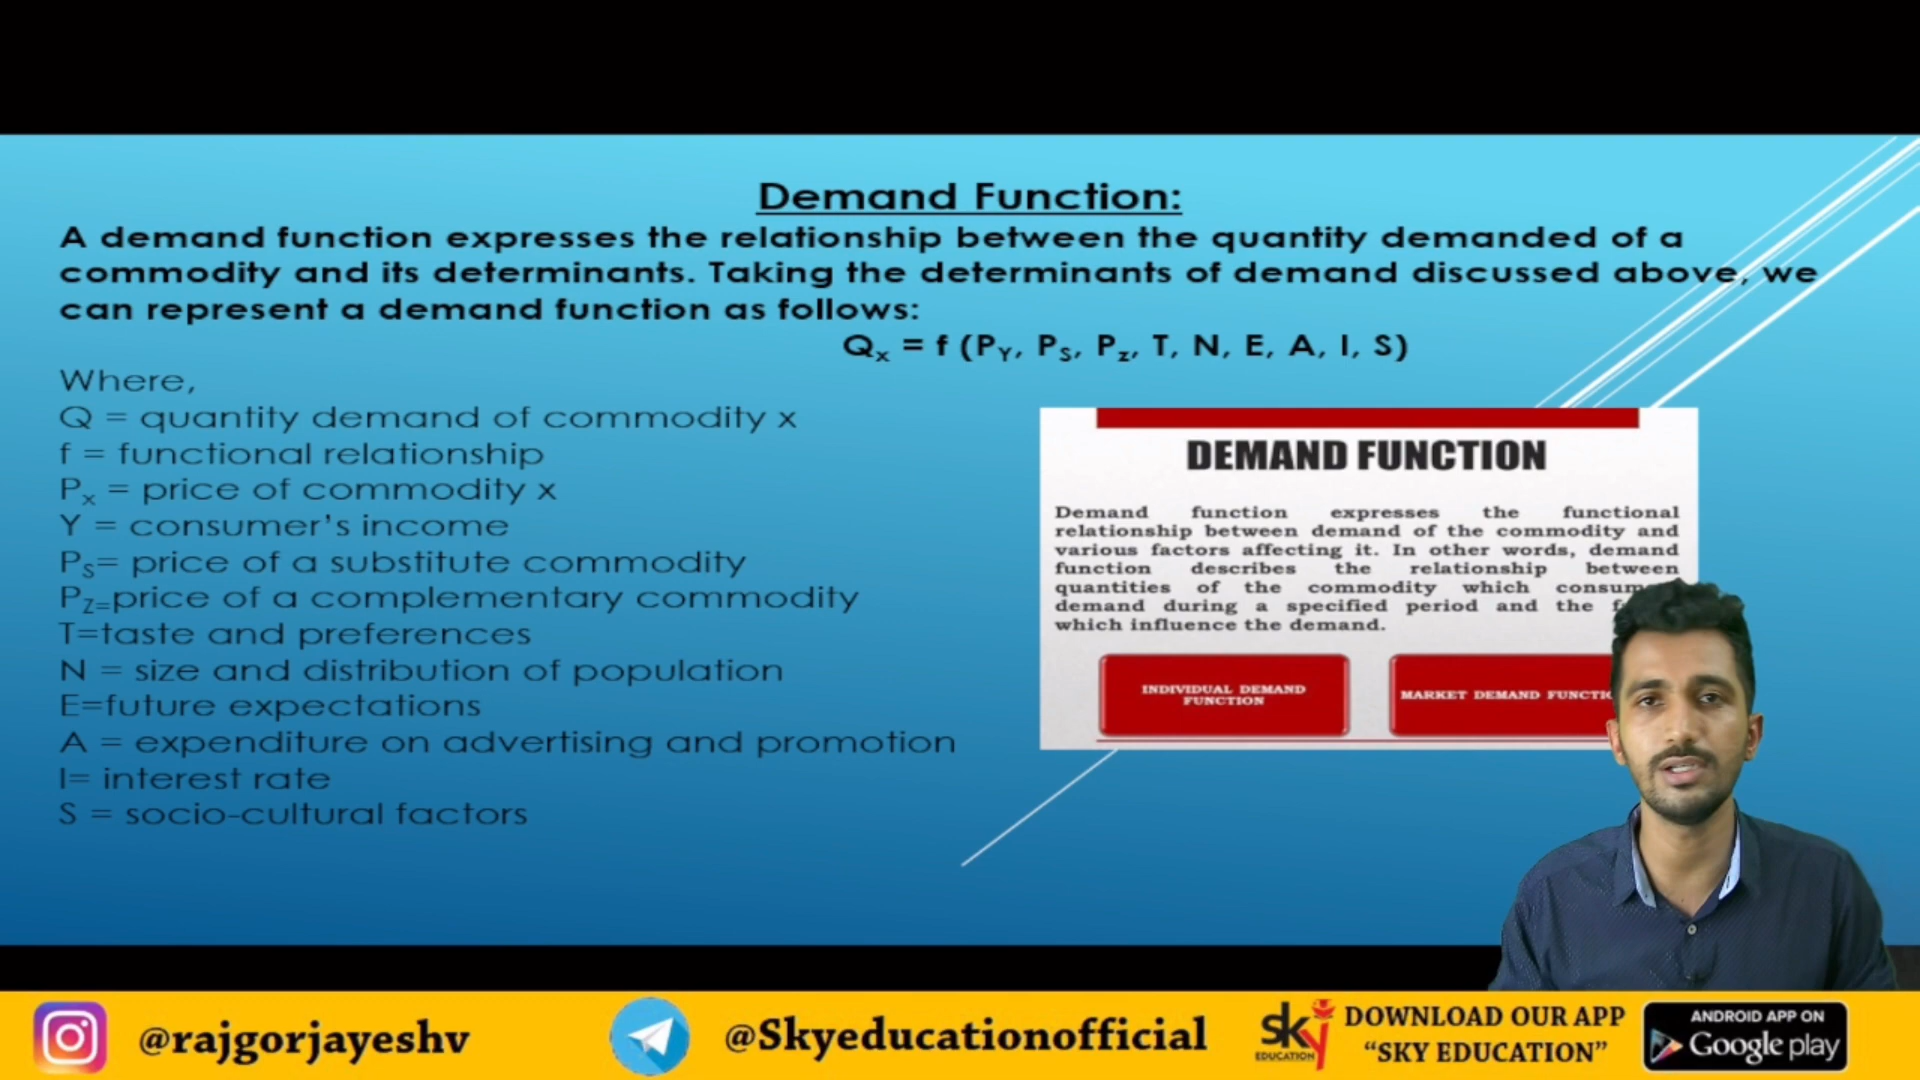 Demand Function:
A demand function expresses the relationship between the quantity demanded of a
commodity and its determinants. Taking the determinants of demand discussed above, we
can represent a demand function as follows:
Qx = f (PY, PS, Pz, T, N, E, A, I, S)
Where,
Q = quantity demand of commodity x
f = functional relationship
Px = price of commodity x
Y = consumer's income
PS= price of a substitute commodity
PZ=price of a complementary commodity
T=taste and preferences
N = size and distribution of population
E=future expectations
A = expenditure on advertising and promotion
I= interest rate
S = socio-cultural factors
DEMAND FUNCTION
Demand function expresses the functional
relationship between demand of the commodity and
various factors affecting it. In other words, demand
function describes the relationship between
quantities of the commodity which
demand during a specified period and the
which influence the demand.
INDIVIDUAL DEMAND
FUNCTION
MARKET DEMAND
@rajgorjayeshv
@Skyeducationofficial
sky
EDUCATION
DOWNLOAD OUR APP
“SKY EDUCATION”
ANDROID APP ON
Google play